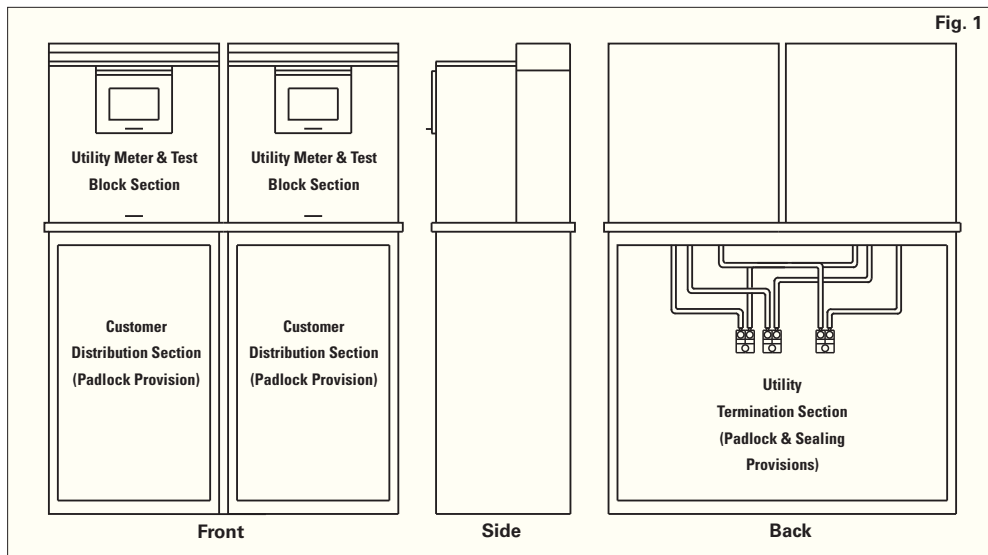 Fig. 1
Utility Meter & Test
Block Section
Utility Meter & Test
Block Section
Customer
Distribution Section
(Padlock Provision)
Customer
Distribution Section
(Padlock Provision)
Utility
Termination Section
(Padlock & Sealing
Provisions)
Front
Side
Back